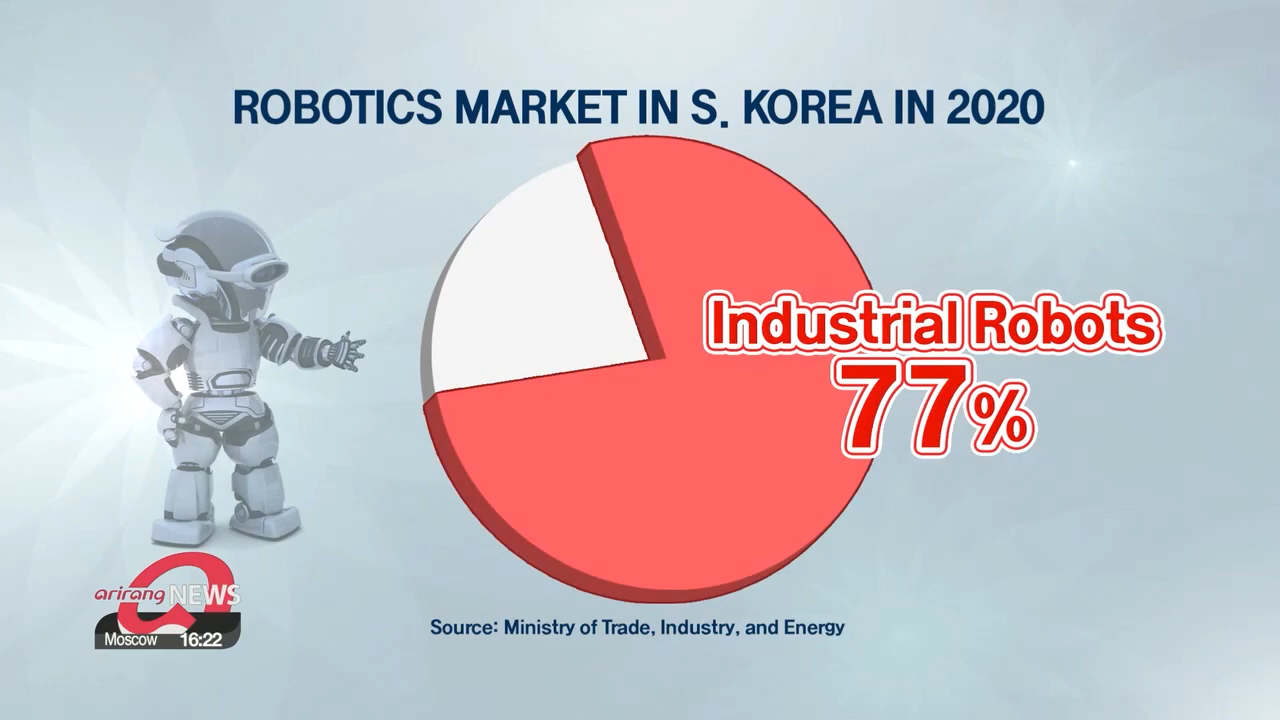 ROBOTICS MARKET IN S. KOREA IN 2020
Industrial Robots
77%
arirang NEWS
Moscow 16:22
Source: Ministry of Trade, Industry, and Energy